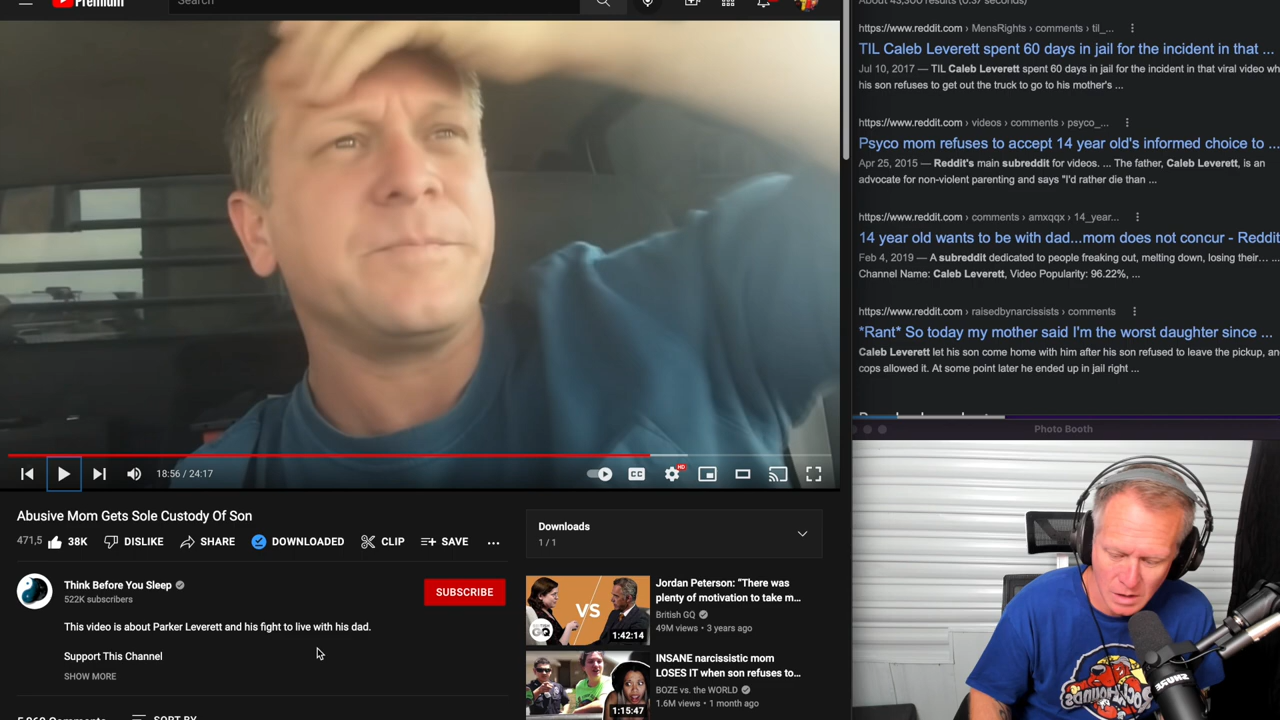 Premium
Search
18:56 / 24:17
CC
HD
Abusive Mom Gets Sole Custody Of Son
471,5
38K
DISLIKE
SHARE
DOWNLOADED
CLIP
SAVE
...
Think Before You Sleep
522K subscribers
SUBSCRIBE
This video is about Parker Leverett and his fight to live with his dad.
Support This Channel
SHOW MORE
SORT BY
Downloads
1 / 1
VS
GQ
1:42:14
Jordan Peterson: “There was
plenty of motivation to take m...
British GQ
49M views • 3 years ago
1:15:47
INSANE narcissistic mom
LOSES IT when son refuses to...
BOZE vs. the WORLD
1.6M views • 1 month ago
About 43,300 results (0.37 seconds)
https://www.reddit.com › MensRights › comments › til_...
TIL Caleb Leverett spent 60 days in jail for the incident in that ...
Jul 10, 2017 — TIL Caleb Leverett spent 60 days in jail for the incident in that viral video wh
his son refuses to get out the truck to go to his mother's ...
https://www.reddit.com › videos › comments › psyco_...
Psyco mom refuses to accept 14 year old's informed choice to ...
Apr 25, 2015 — Reddit's main subreddit for videos. ... The father, Caleb Leverett, is an
advocate for non-violent parenting and says "I'd rather die than ...
https://www.reddit.com › comments › amxqqx › 14_year...
14 year old wants to be with dad...mom does not concur - Reddit
Feb 4, 2019 — A subreddit dedicated to people freaking out, melting down, losing their... ...
Channel Name: Caleb Leverett, Video Popularity: 96.22%, ...
https://www.reddit.com › raisedbynarcissists › comments
*Rant* So today my mother said I'm the worst daughter since ...
Caleb Leverett let his son come home with him after his son refused to leave the pickup, an
cops allowed it. At some point later he ended up in jail right ...
Photo Booth
SHURE